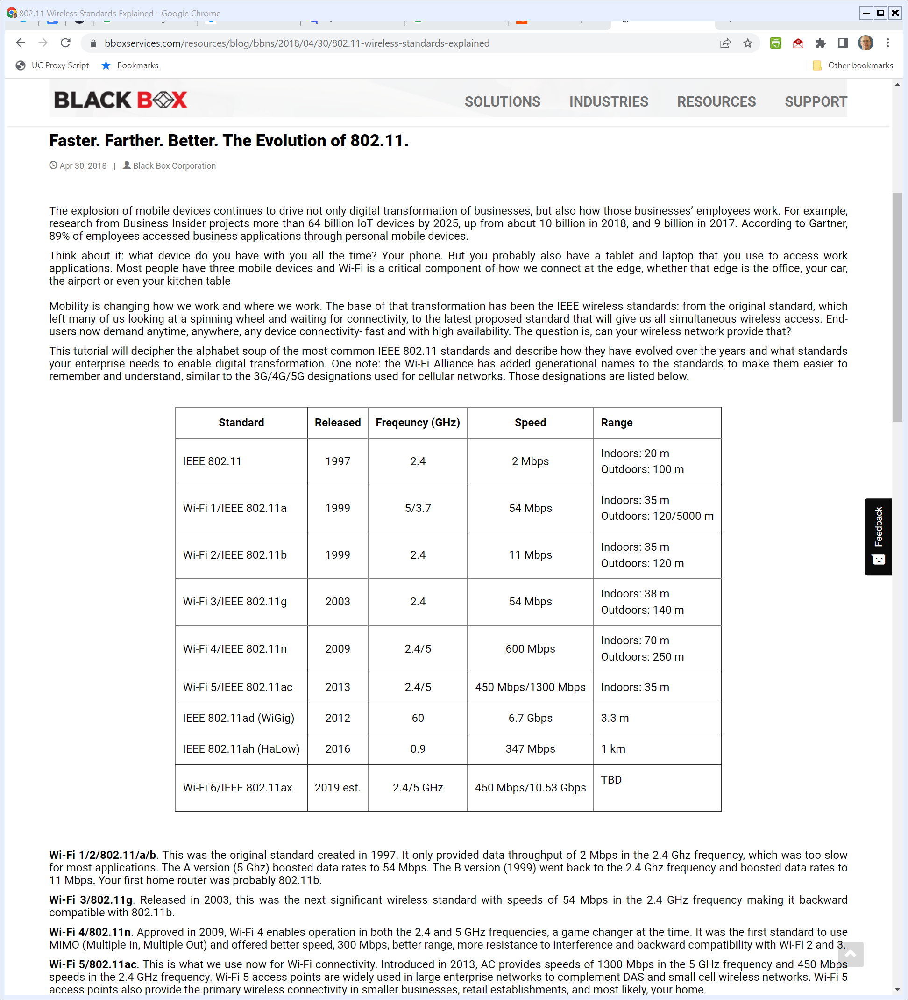 802.11 Wireless Standards Explained - Google Chrome
bboxservices.com/resources/blog/bbns/2018/04/30/802.11-wireless-standards-explained
UC Proxy Script Bookmarks Other bookmarks
BLACK BOX SOLUTIONS INDUSTRIES RESOURCES SUPPORT
Faster. Farther. Better. The Evolution of 802.11.
Apr 30, 2018 | Black Box Corporation
The explosion of mobile devices continues to drive not only digital transformation of businesses, but also how those businesses’ employees work. For example,
research from Business Insider projects more than 64 billion IoT devices by 2025, up from about 10 billion in 2018, and 9 billion in 2017. According to Gartner,
89% of employees accessed business applications through personal mobile devices.
Think about it: what device do you have with you all the time? Your phone. But you probably also have a tablet and laptop that you use to access work
applications. Most people have three mobile devices and Wi-Fi is a critical component of how we connect at the edge, whether that edge is the office, your car,
the airport or even your kitchen table
Mobility is changing how we work and where we work. The base of that transformation has been the IEEE wireless standards: from the original standard, which
left many of us looking at a spinning wheel and waiting for connectivity, to the latest proposed standard that will give us all simultaneous wireless access. End-
users now demand anytime, anywhere, any device connectivity- fast and with high availability. The question is, can your wireless network provide that?
This tutorial will decipher the alphabet soup of the most common IEEE 802.11 standards and describe how they have evolved over the years and what standards
your enterprise needs to enable digital transformation. One note: the Wi-Fi Alliance has added generational names to the standards to make them easier to
remember and understand, similar to the 3G/4G/5G designations used for cellular networks. Those designations are listed below.
Standard Released Freqeuncy (GHz) Speed Range
IEEE 802.11 1997 2.4 2 Mbps Indoors: 20 m
Outdoors: 100 m
Wi-Fi 1/IEEE 802.11a 1999 5/3.7 54 Mbps Indoors: 35 m
Outdoors: 120/5000 m
Wi-Fi 2/IEEE 802.11b 1999 2.4 11 Mbps Indoors: 35 m
Outdoors: 120 m
Wi-Fi 3/IEEE 802.11g 2003 2.4 54 Mbps Indoors: 38 m
Outdoors: 140 m
Wi-Fi 4/IEEE 802.11n 2009 2.4/5 600 Mbps Indoors: 70 m
Outdoors: 250 m
Wi-Fi 5/IEEE 802.11ac 2013 2.4/5 450 Mbps/1300 Mbps Indoors: 35 m
IEEE 802.11ad (WiGig) 2012 60 6.7 Gbps 3.3 m
IEEE 802.11ah (HaLow) 2016 0.9 347 Mbps 1 km
Wi-Fi 6/IEEE 802.11ax 2019 est. 2.4/5 GHz 450 Mbps/10.53 Gbps TBD
Feedback
Wi-Fi 1/2/802.11/a/b. This was the original standard created in 1997. It only provided data throughput of 2 Mbps in the 2.4 Ghz frequency, which was too slow
for most applications. The A version (5 Ghz) boosted data rates to 54 Mbps. The B version (1999) went back to the 2.4 Ghz frequency and boosted data rates to
11 Mbps. Your first home router was probably 802.11b.
Wi-Fi 3/802.11g. Released in 2003, this was the next significant wireless standard with speeds of 54 Mbps in the 2.4 GHz frequency making it backward
compatible with 802.11b.
Wi-Fi 4/802.11n. Approved in 2009, Wi-Fi 4 enables operation in both the 2.4 and 5 GHz frequencies, a game changer at the time. It was the first standard to use
MIMO (Multiple In, Multiple Out) and offered better speed, 300 Mbps, better range, more resistance to interference and backward compatibility with Wi-Fi 2 and 3.
Wi-Fi 5/802.11ac. This is what we use now for Wi-Fi connectivity. Introduced in 2013, AC provides speeds of 1300 Mbps in the 5 GHz frequency and 450 Mbps
speeds in the 2.4 GHz frequency. Wi-Fi 5 access points are widely used in large enterprise networks to complement DAS and small cell wireless networks. Wi-Fi 5
access points also provide the primary wireless connectivity in smaller businesses, retail establishments, and most likely, your home.